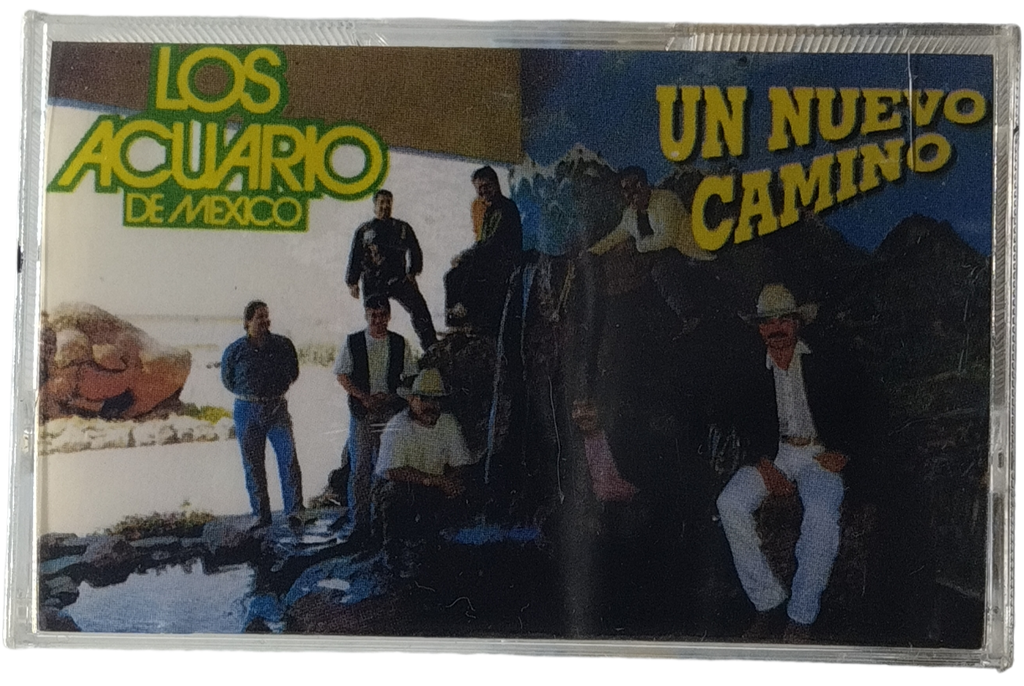 LOS
ACUARIO
DE MEXICO
UN NUEVO
CAMINO